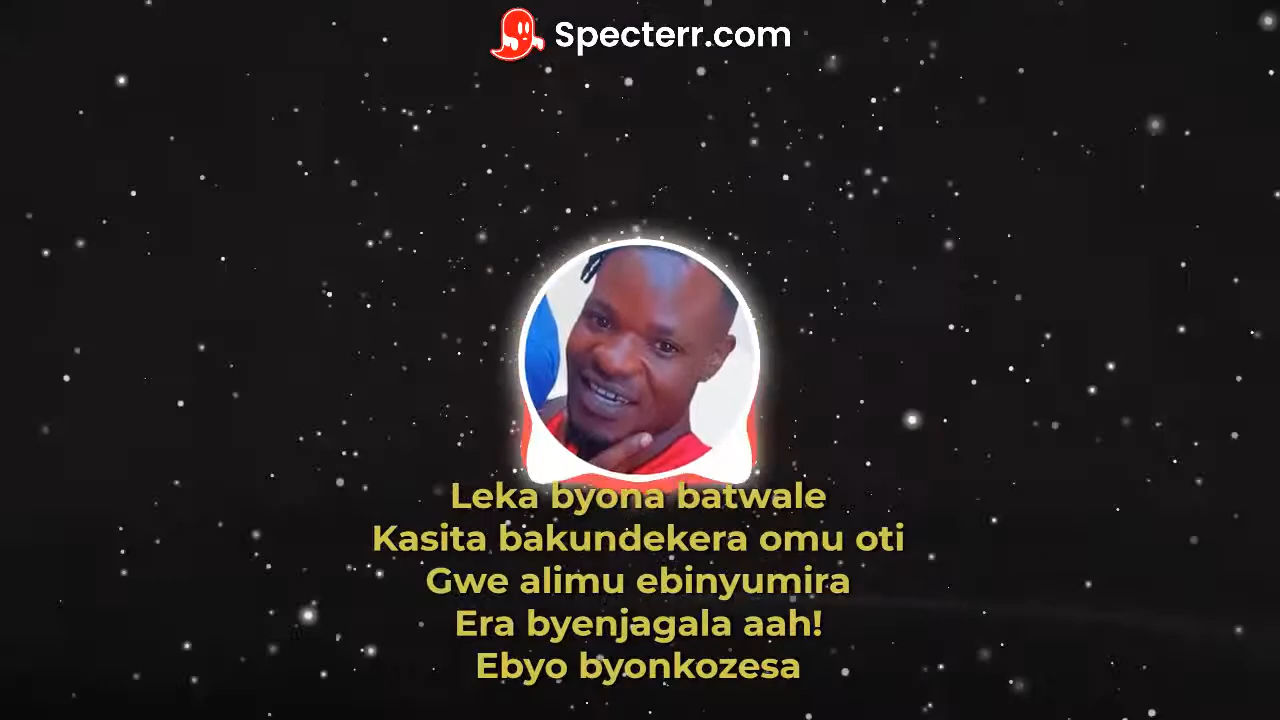 Specterr.com
Leka byona batwale
Kasita bakundekera omu oti
Gwe alimu ebinyumira
Era byenjagala aah!
Ebyo byonkozesa